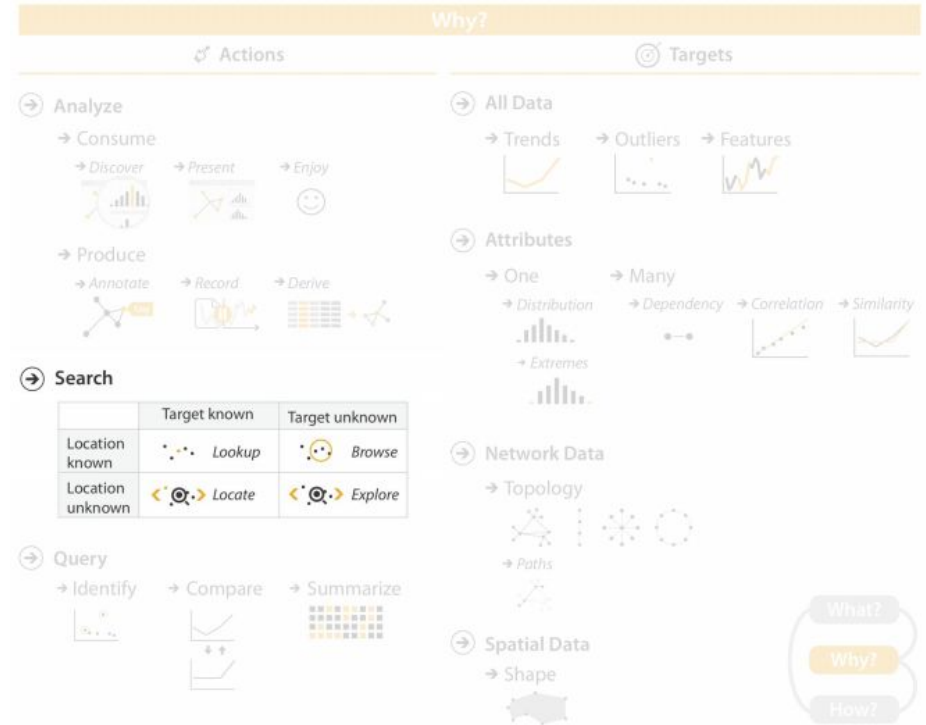 Why?
Actions
Targets
Analyze
→ Consume
→ Discover → Present → Enjoy
→ Produce
→ Annotate → Record → Derive
Search
Target known Target unknown
Location known Lookup Browse
Location unknown Locate Explore
Query
→ Identify → Compare → Summarize
All Data
→ Trends → Outliers → Features
Attributes
→ One → Many
→ Distribution → Dependency → Correlation → Similarity
→ Extremes
Network Data
→ Topology
→ Paths
Spatial Data
→ Shape
What?
Why?
How?